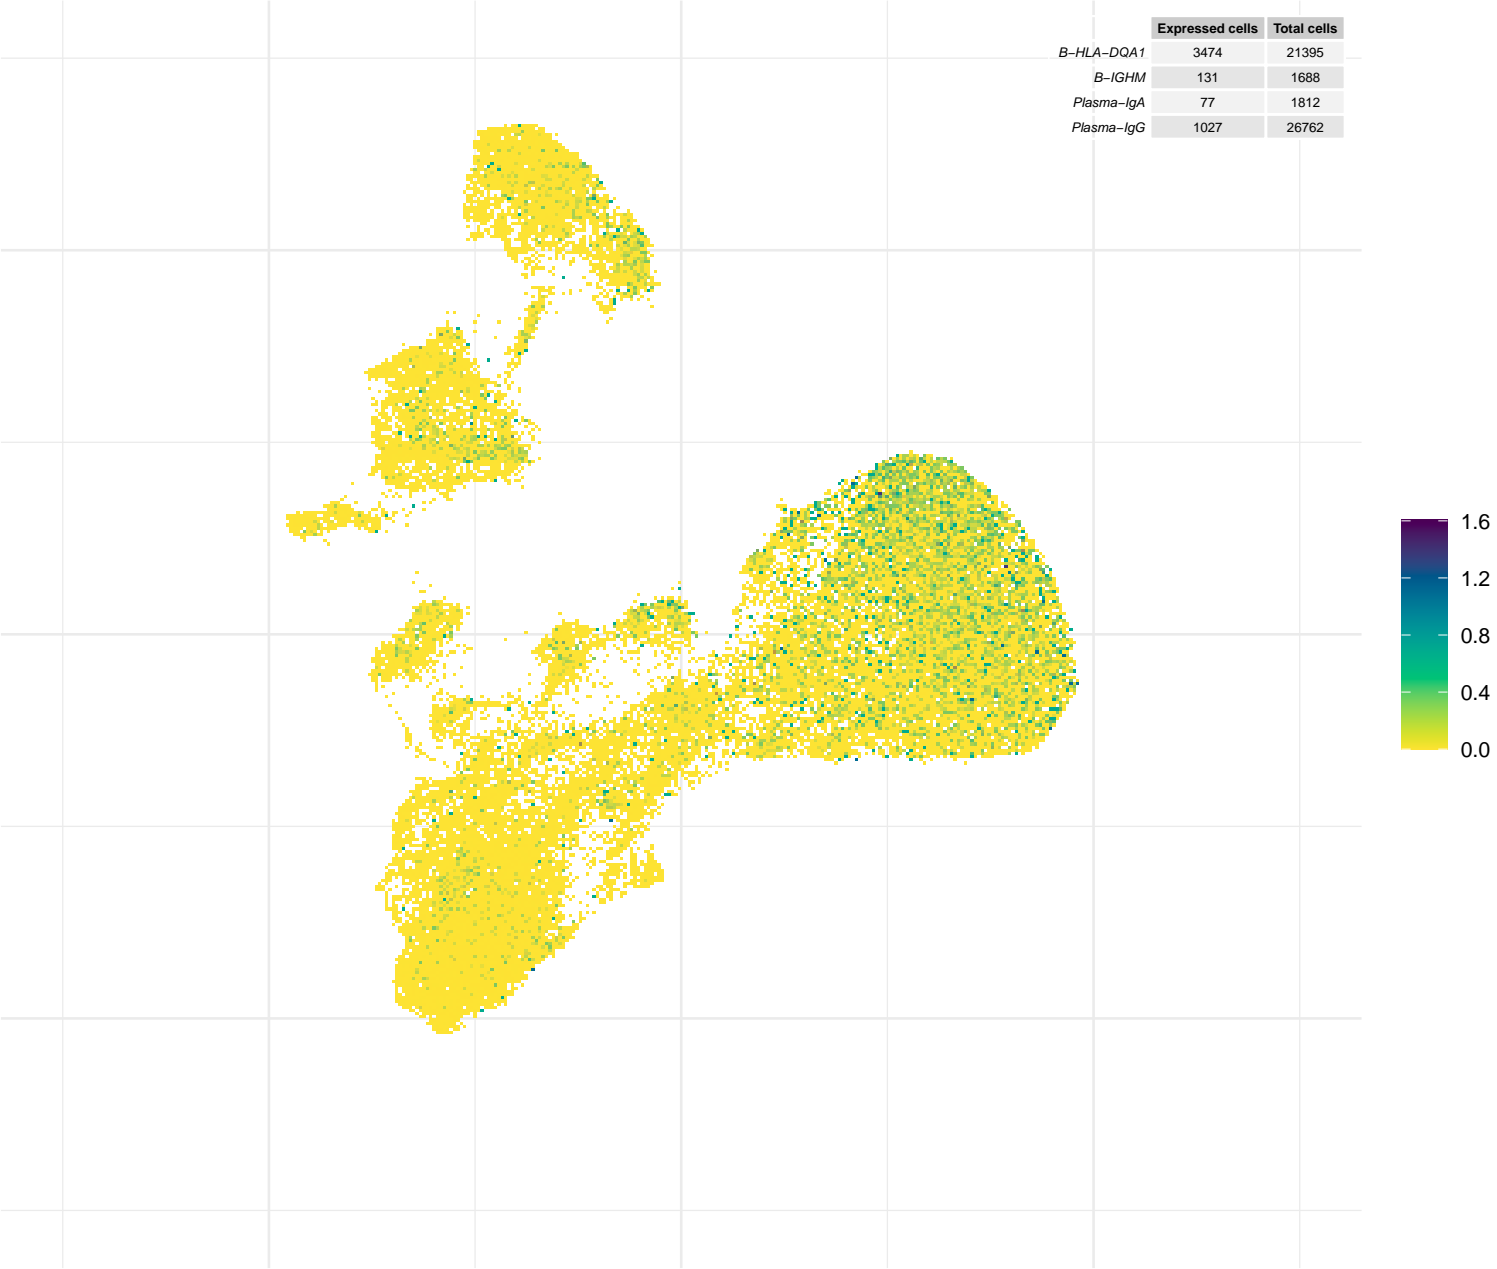 Expressed cells Total cells
B−HLA−DQA1 3474 21395
B−IGHM 131 1688
Plasma−IgA 77 1812
Plasma−IgG 1027 26762
1.6
1.2
0.8
0.4
0.0